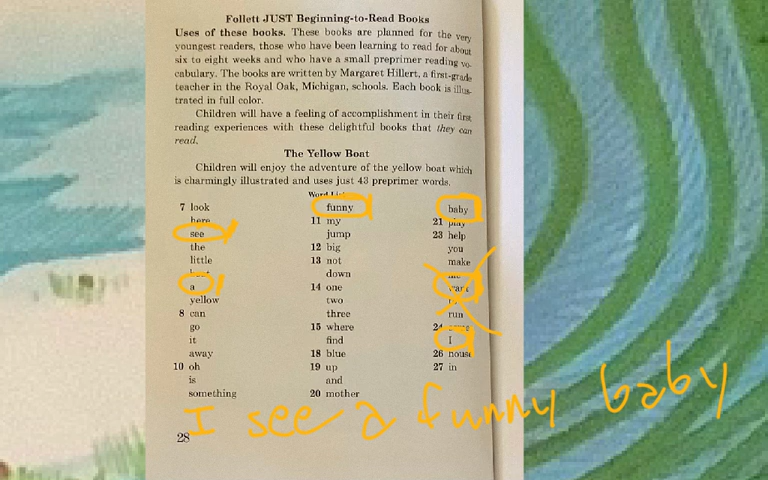 Follett JUST Beginning-to-Read Books
Uses of these books. These books are planned for the very
youngest readers, those who have been learning to read for about
six to eight weeks and who have a small preprimer reading vo-
cabulary. The books are written by Margaret Hillert, a first-grade
teacher in the Royal Oak, Michigan, schools. Each book is illus-
trated in full color.
Children will have a feeling of accomplishment in their first
reading experiences with these delightful books that they can
read.
The Yellow Boat
Children will enjoy the adventure of the yellow boat which
is charmingly illustrated and uses just 43 preprimer words.
Word List
7 look
here
see
the
little
boat
a
yellow
8 can
go
it
away
10 oh
is
something
funny
11 my
jump
12 big
13 not
down
14 one
two
three
15 where
find
18 blue
19 up
and
20 mother
baby
21 play
23 help
you
make
me
want
run
24
I
26 house
27 in
I see a funny baby
28